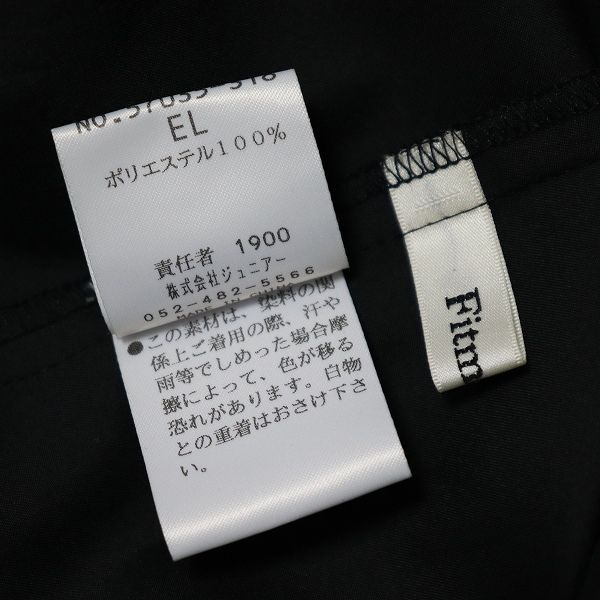 EL
ポリエステル100%
責任者 1900
株式会社ジュニアー
052-482-5566
●この素材は、染料の関
係上ご着用の際、汗や
雨等でしめった場合摩
擦によって、色が移る
恐れがあります。白物
との重着はおさけ下さ
い。
Fitm